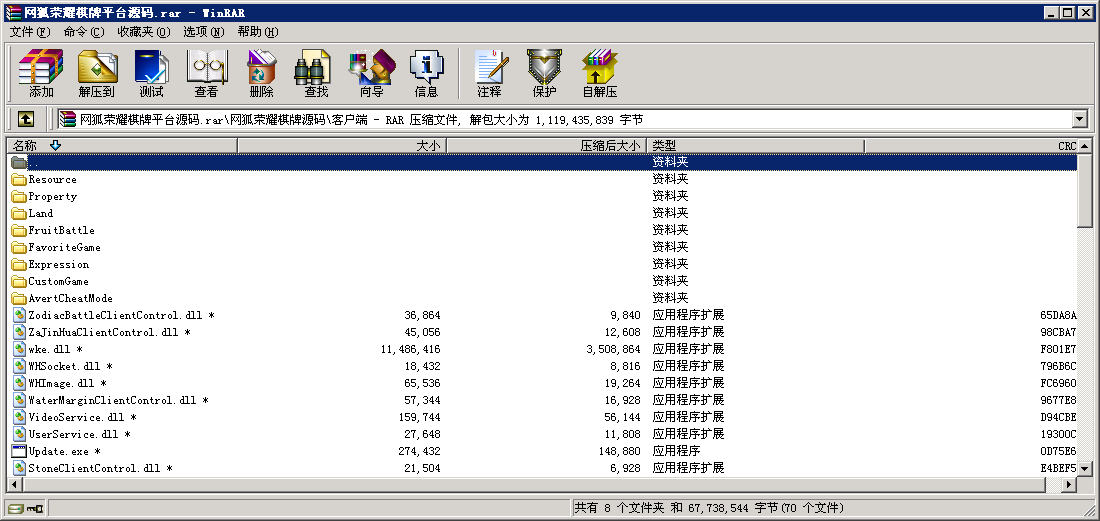 网狐荣耀棋牌平台源码.rar - WinRAR
文件(F) 命令(C) 收藏夹(O) 选项(N) 帮助(H)
添加 解压到 测试 查看 删除 查找 向导 信息 注释 保护 自解压
网狐荣耀棋牌平台源码.rar\网狐荣耀棋牌源码\客户端 - RAR 压缩文件, 解包大小为 1,119,435,839 字节
名称 大小 压缩后大小 类型 CRC
.. 资料夹
Resource 资料夹
Property 资料夹
Land 资料夹
FruitBattle 资料夹
FavoriteGame 资料夹
Expression 资料夹
CustomGame 资料夹
AvertCheatMode 资料夹
ZodiacBattleClientControl.dll * 36,864 9,840 应用程序扩展 65DA8A
ZaJinHuaClientControl.dll * 45,056 12,608 应用程序扩展 98CBA7
wke.dll * 11,486,416 3,508,864 应用程序扩展 F801E7
WHSocket.dll * 18,432 8,816 应用程序扩展 796B6C
WHImage.dll * 65,536 19,264 应用程序扩展 FC6960
WaterMarginClientControl.dll * 57,344 16,928 应用程序扩展 9677E8
VideoService.dll * 159,744 56,144 应用程序扩展 D94CBE
UserService.dll * 27,648 11,808 应用程序扩展 19300C
Update.exe * 274,432 148,880 应用程序 0D75E6
StoneClientControl.dll * 21,504 6,928 应用程序扩展 E4BEF5
共有 8 个文件夹 和 67,738,544 字节(70 个文件)